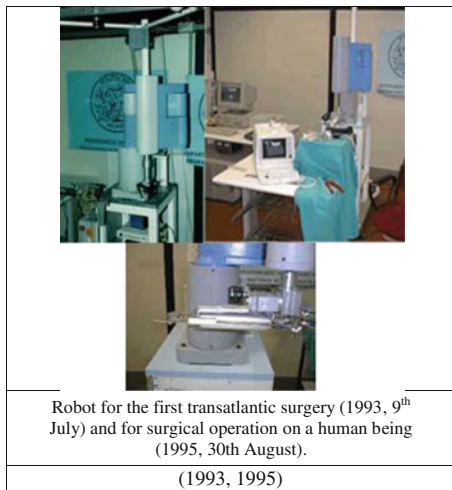 Robot for the first transatlantic surgery (1993, 9th
July) and for surgical operation on a human being
(1995, 30th August).
(1993, 1995)